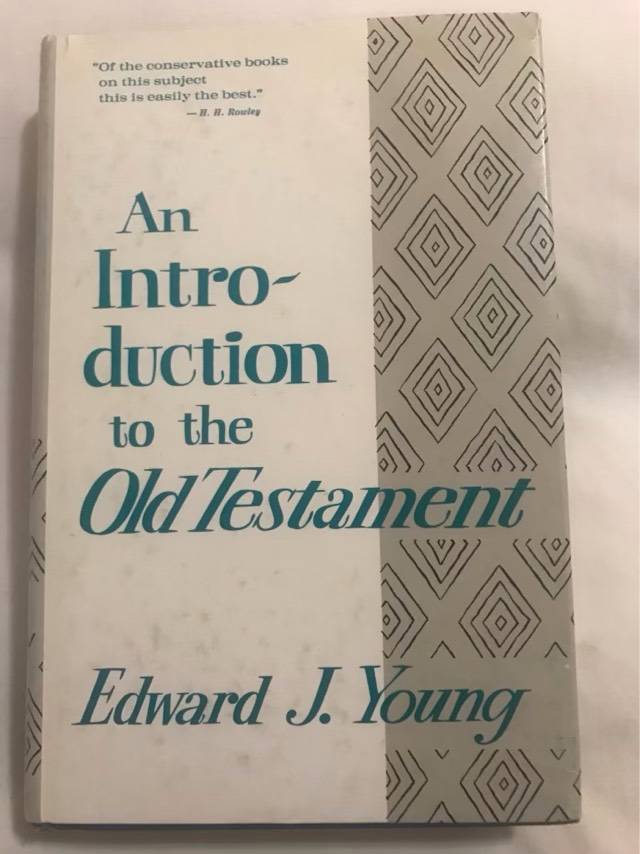 "Of the conservative books
on this subject
this is easily the best."
— H. H. Rowley
An
Intro-
duction
to the
Old Testament
Edward J. Young